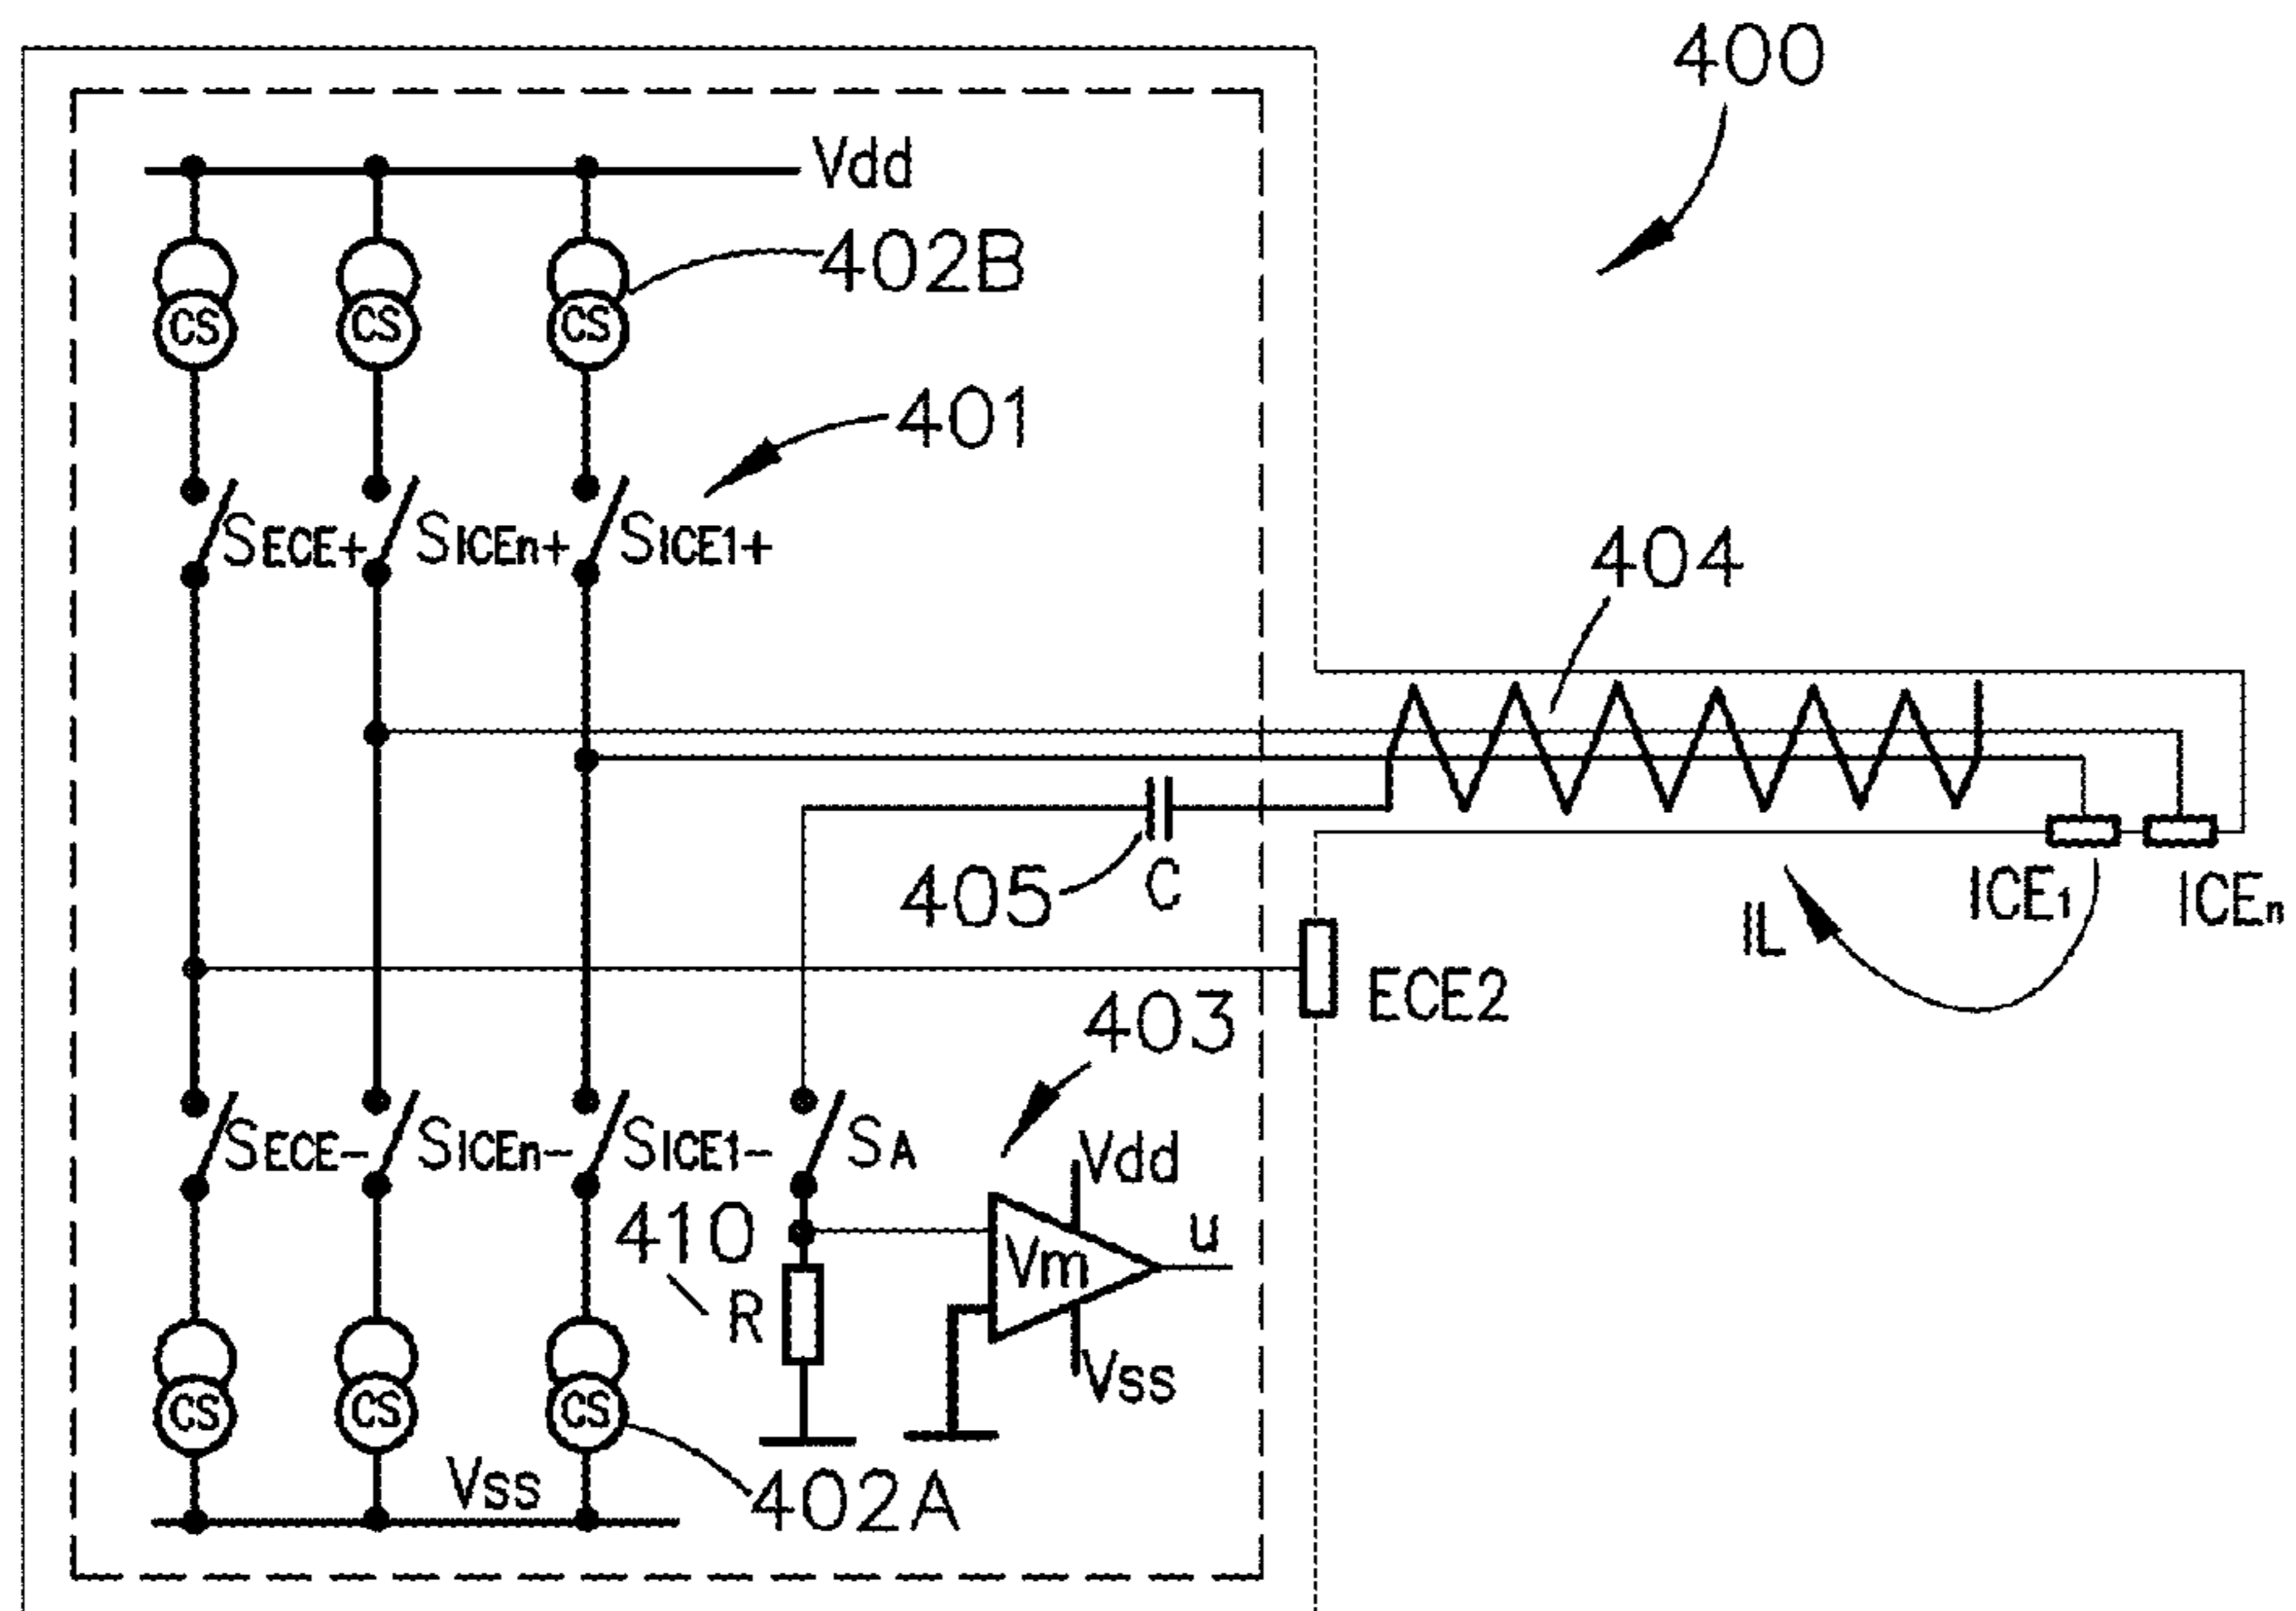 400
Vdd
402B
CS CS CS
401
SECE+ SICEn+ SICE1+
404
405 C
ICE1
ICEn
IL
ECE2
403
SECE- SICEn- SICE1- SA
Vdd
410
R
Vm
u
Vss
CS CS CS
Vss
402A